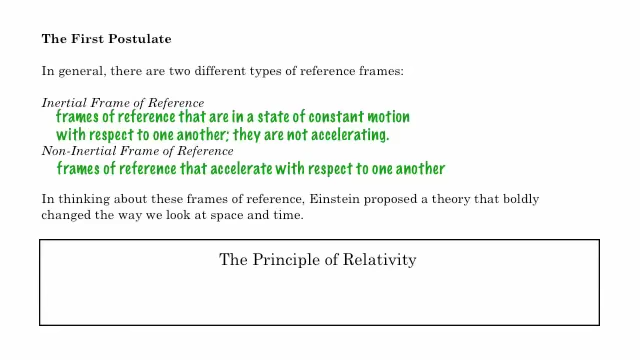 The First Postulate
In general, there are two different types of reference frames:
Inertial Frame of Reference
frames of reference that are in a state of constant motion
with respect to one another; they are not accelerating.
Non-Inertial Frame of Reference
frames of reference that accelerate with respect to one another
In thinking about these frames of reference, Einstein proposed a theory that boldly
changed the way we look at space and time.
The Principle of Relativity